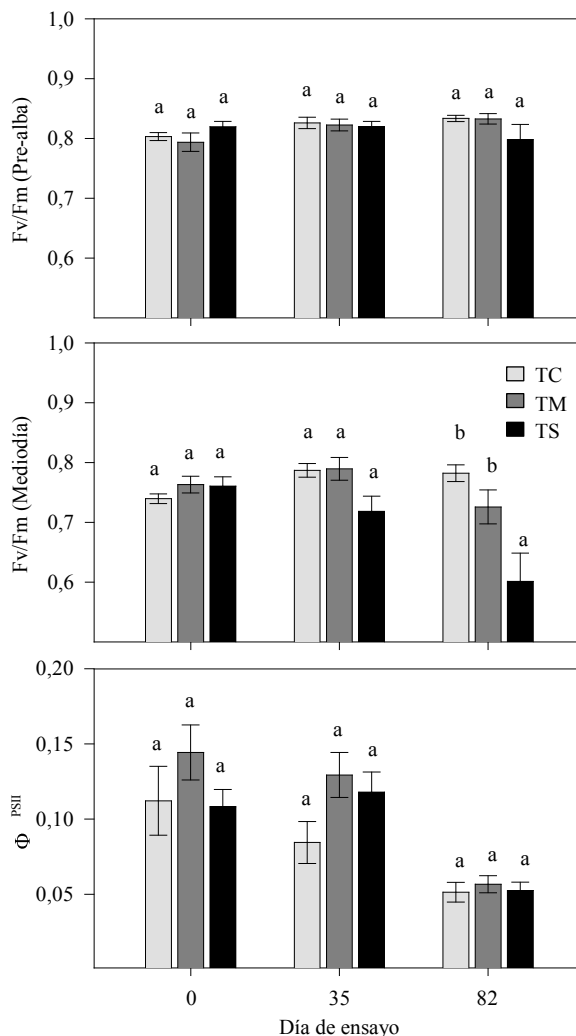 1,0
0,9
0,8
0,7
0,6
Fv/Fm (Pre-alba)
a a a
a a a
a a a
1,0
0,9
0,8
0,7
0,6
Fv/Fm (Mediodía)
TC
TM
TS
a a a
a a a
b b a
0,20
0,15
0,10
0,05
Φ PSII
a a a
a a a
a a a
0 35 82
Día de ensayo